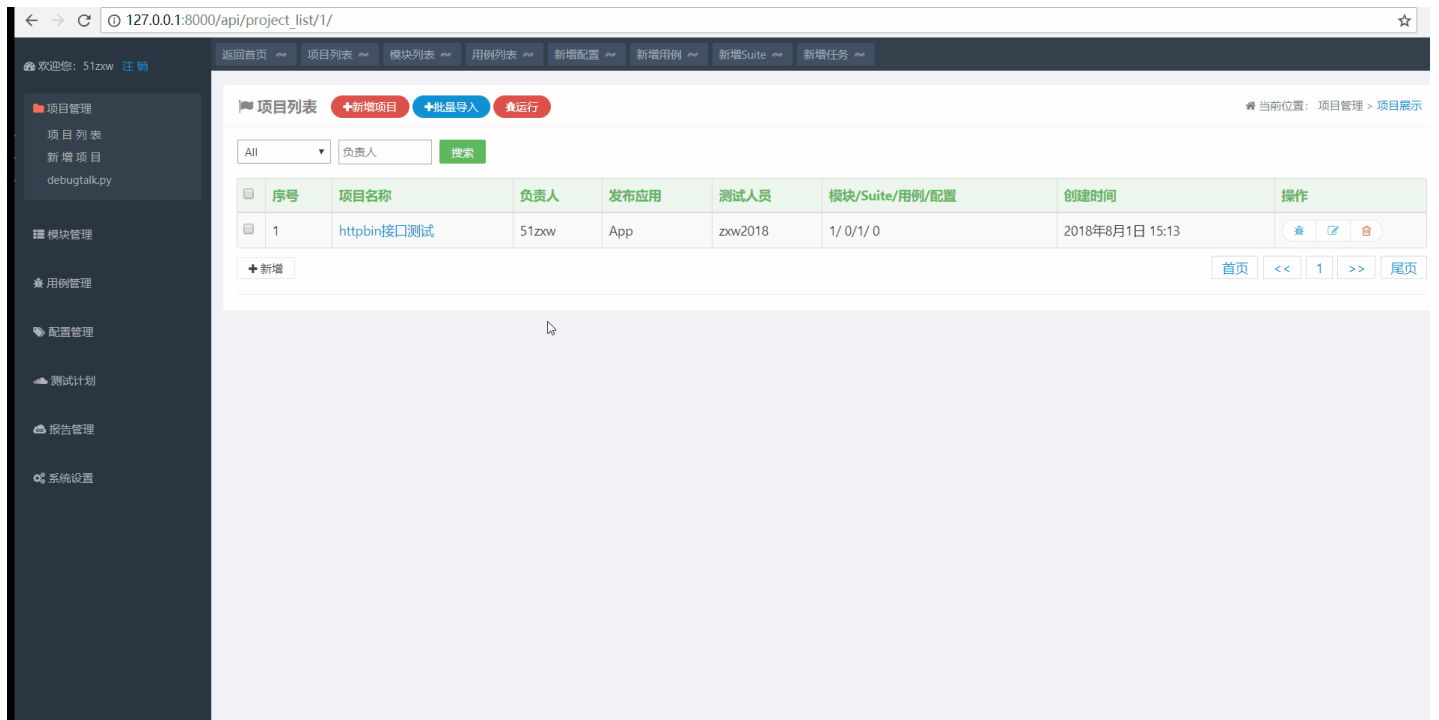 127.0.0.1:8000/api/project_list/1/
欢迎您: 51zxw 注 销
返回首页 项目列表 模块列表 用例列表 新增配置 新增用例 新增Suite 新增任务
项目管理
项 目 列 表
新 增 项 目
debugtalk.py
模块管理
用例管理
配置管理
测试计划
报告管理
系统设置
项目列表 +新增项目 +批量导入 运行
当前位置: 项目管理 > 项目展示
All 负责人 搜索
序号 项目名称 负责人 发布应用 测试人员 模块/Suite/用例/配置 创建时间 操作
1 httpbin接口测试 51zxw App zxw2018 1/ 0/1/ 0 2018年8月1日 15:13
+新增
首页 << 1 >> 尾页